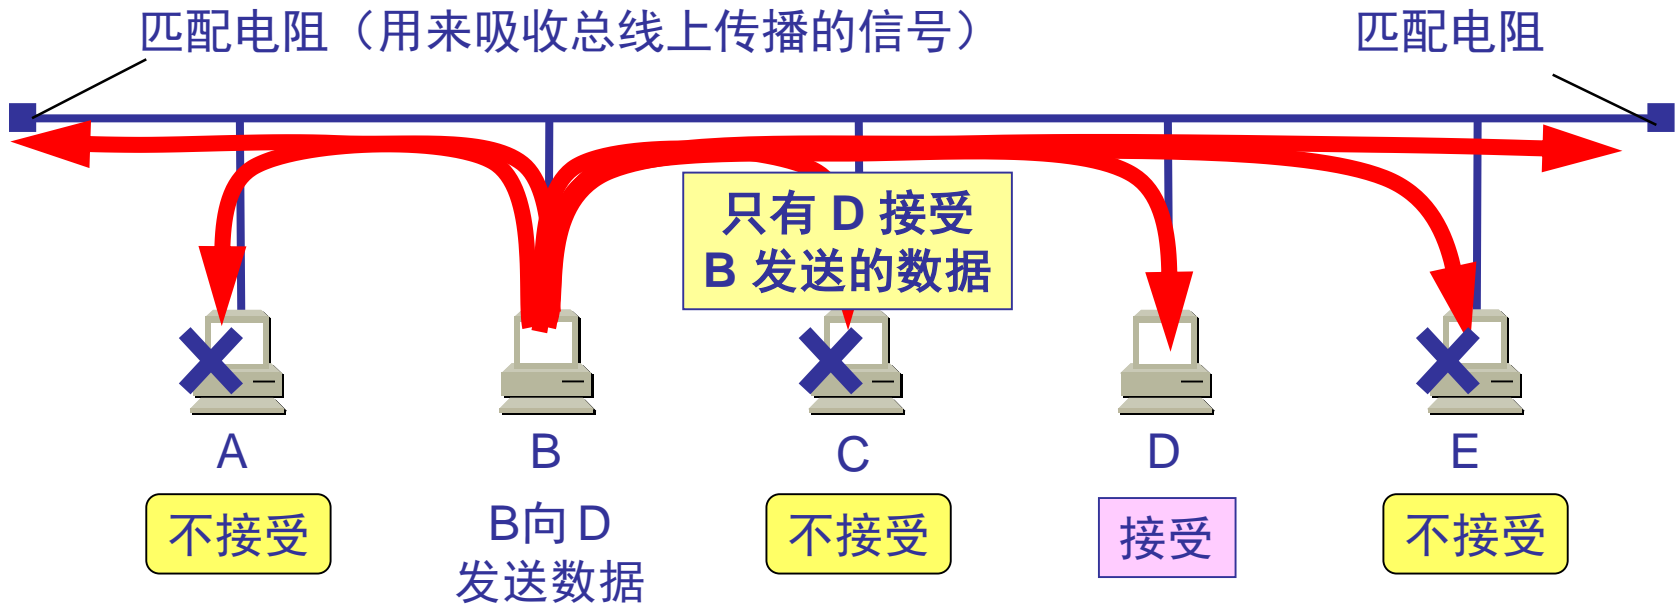 匹配电阻（用来吸收总线上传播的信号）
匹配电阻
只有 D 接受
B 发送的数据
A
B
C
D
E
不接受
B向 D
发送数据
不接受
接受
不接受